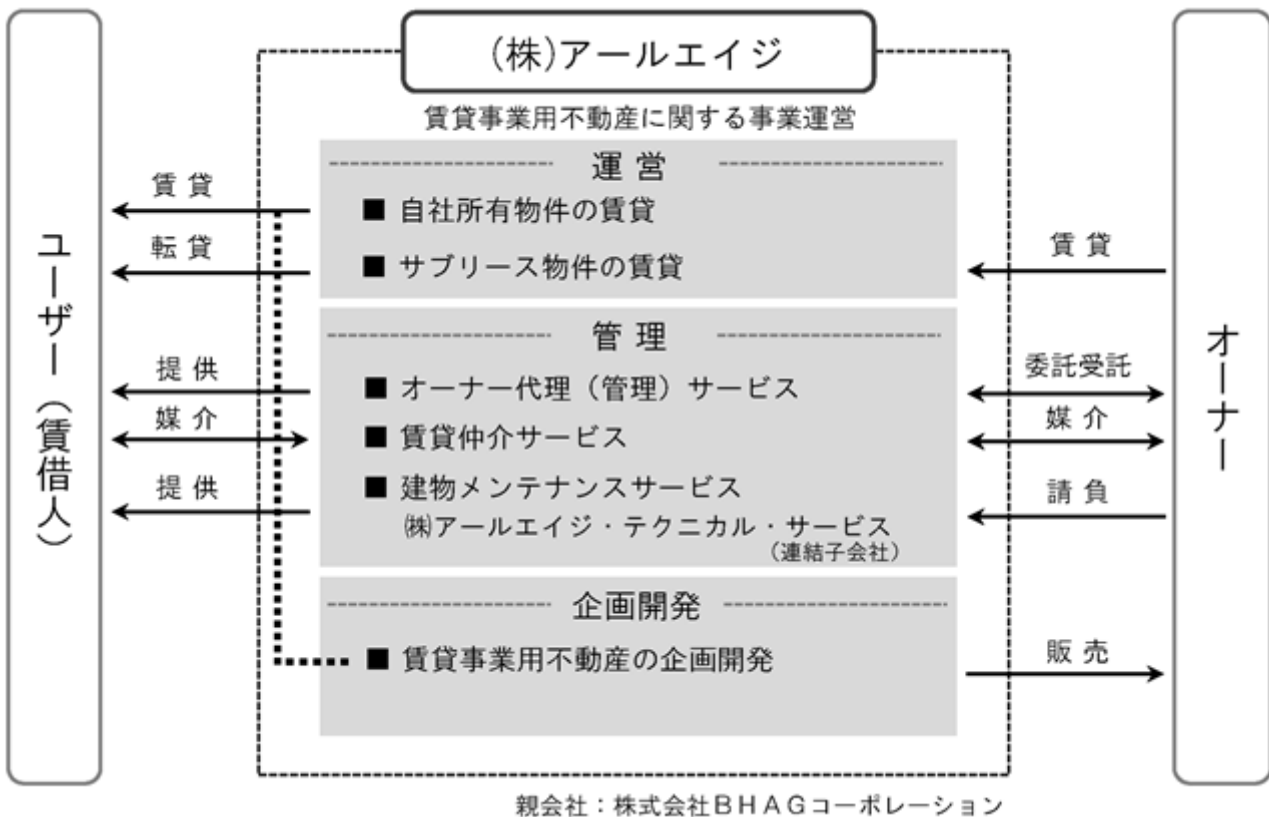 (株)アールエイジ
賃貸事業用不動産に関する事業運営
運営
■ 自社所有物件の賃貸
■ サブリース物件の賃貸
管理
■ オーナー代理（管理）サービス
■ 賃貸仲介サービス
■ 建物メンテナンスサービス
㈱アールエイジ・テクニカル・サービス
（連結子会社）
企画開発
■ 賃貸事業用不動産の企画開発
ユーザー（賃借人）
賃貸
転貸
提供
媒介
提供
オーナー
賃貸
委託受託
媒介
請負
販売
親会社：株式会社ＢＨＡＧコーポレーション